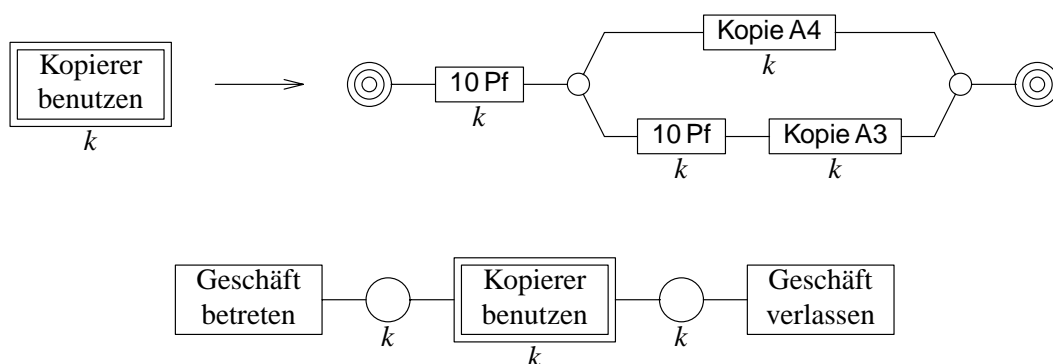 Kopierer
benutzen
k
10 Pf
k
Kopie A4
k
10 Pf
k
Kopie A3
k
Geschäft
betreten
k
Kopierer
benutzen
k
k
Geschäft
verlassen